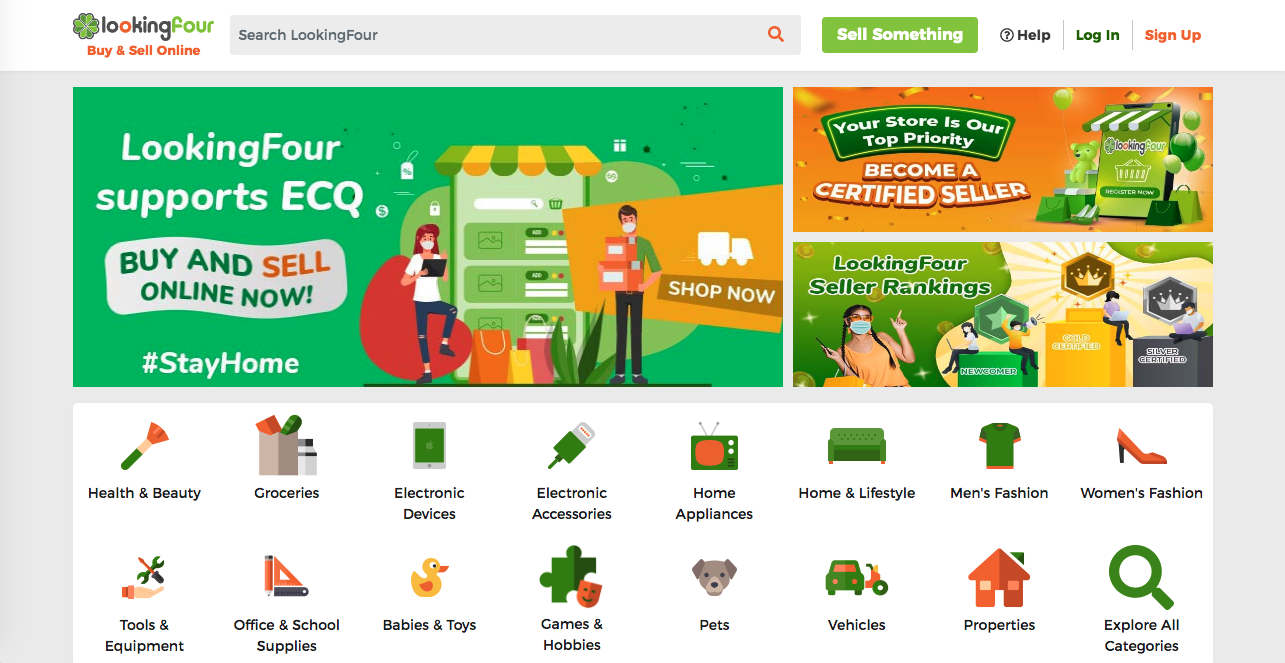 lookingFour
Buy & Sell Online
Search LookingFour
Sell Something
Help
Log In
Sign Up
LookingFour
supports ECQ
BUY AND SELL
ONLINE NOW!
#StayHome
%
$
$
ADD
ADD
ADD
SHOP NOW
Your Store Is Our
Top Priority
BECOME A
CERTIFIED SELLER
lookingFour
REGISTER NOW
LookingFour
Seller Rankings
NEWCOMER
GOLD
CERTIFIED
SILVER
CERTIFIED
Health & Beauty
Groceries
Electronic
Devices
Electronic
Accessories
Home
Appliances
Home & Lifestyle
Men's Fashion
Women's Fashion
Tools &
Equipment
Office & School
Supplies
Babies & Toys
Games &
Hobbies
Pets
Vehicles
Properties
Explore All
Categories